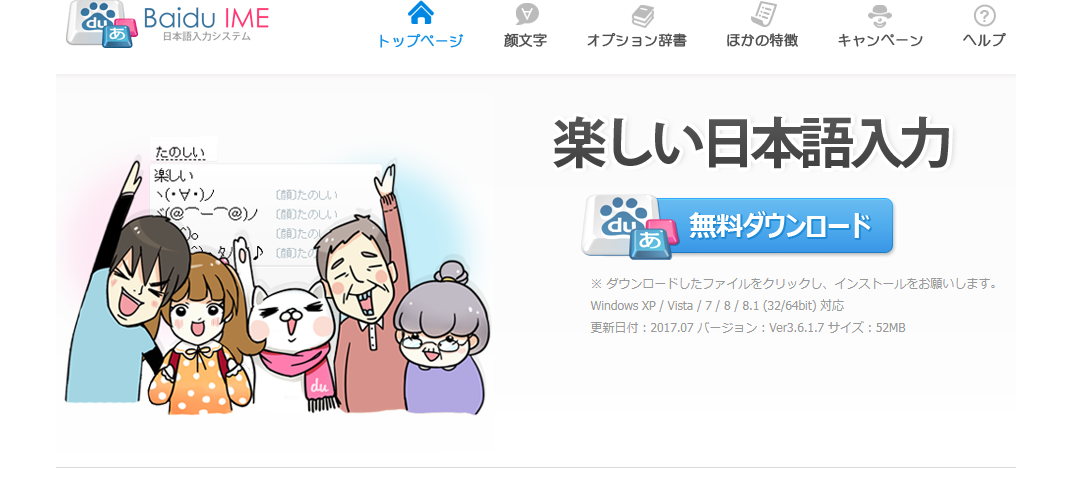 du
あ
Baidu IME
日本語入力システム
トップページ
顔文字
オプション辞書
ほかの特徴
キャンペーン
ヘルプ
たのしい
楽しい
ヽ(・∀・)ノ 〔顔〕たのしい
ヾ(@⌒ー⌒@)ノ 〔顔〕たのしい
〔顔〕たのし
〔顔〕た
du
楽しい日本語入力
du
あ
無料ダウンロード
※ ダウンロードしたファイルをクリックし、インストールをお願いします。
Windows XP / Vista / 7 / 8 / 8.1 (32/64bit) 対応
更新日付：2017.07 バージョン：Ver3.6.1.7 サイズ：52MB